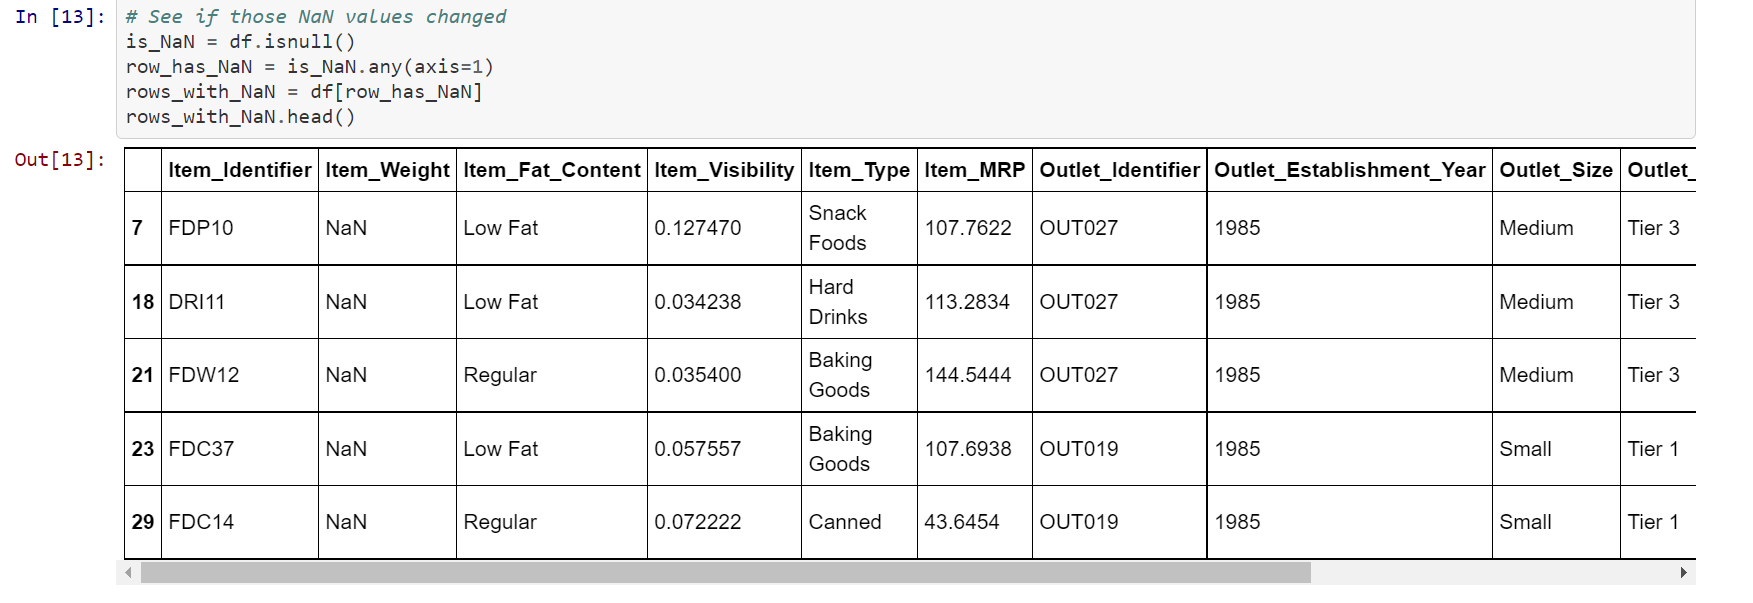 In [13]: # See if those NaN values changed
is_NaN = df.isnull()
row_has_NaN = is_NaN.any(axis=1)
rows_with_NaN = df[row_has_NaN]
rows_with_NaN.head()
Out[13]:
Item_Identifier Item_Weight Item_Fat_Content Item_Visibility Item_Type Item_MRP Outlet_Identifier Outlet_Establishment_Year Outlet_Size Outlet_
7 FDP10 NaN Low Fat 0.127470 Snack Foods 107.7622 OUT027 1985 Medium Tier 3
18 DRI11 NaN Low Fat 0.034238 Hard Drinks 113.2834 OUT027 1985 Medium Tier 3
21 FDW12 NaN Regular 0.035400 Baking Goods 144.5444 OUT027 1985 Medium Tier 3
23 FDC37 NaN Low Fat 0.057557 Baking Goods 107.6938 OUT019 1985 Small Tier 1
29 FDC14 NaN Regular 0.072222 Canned 43.6454 OUT019 1985 Small Tier 1